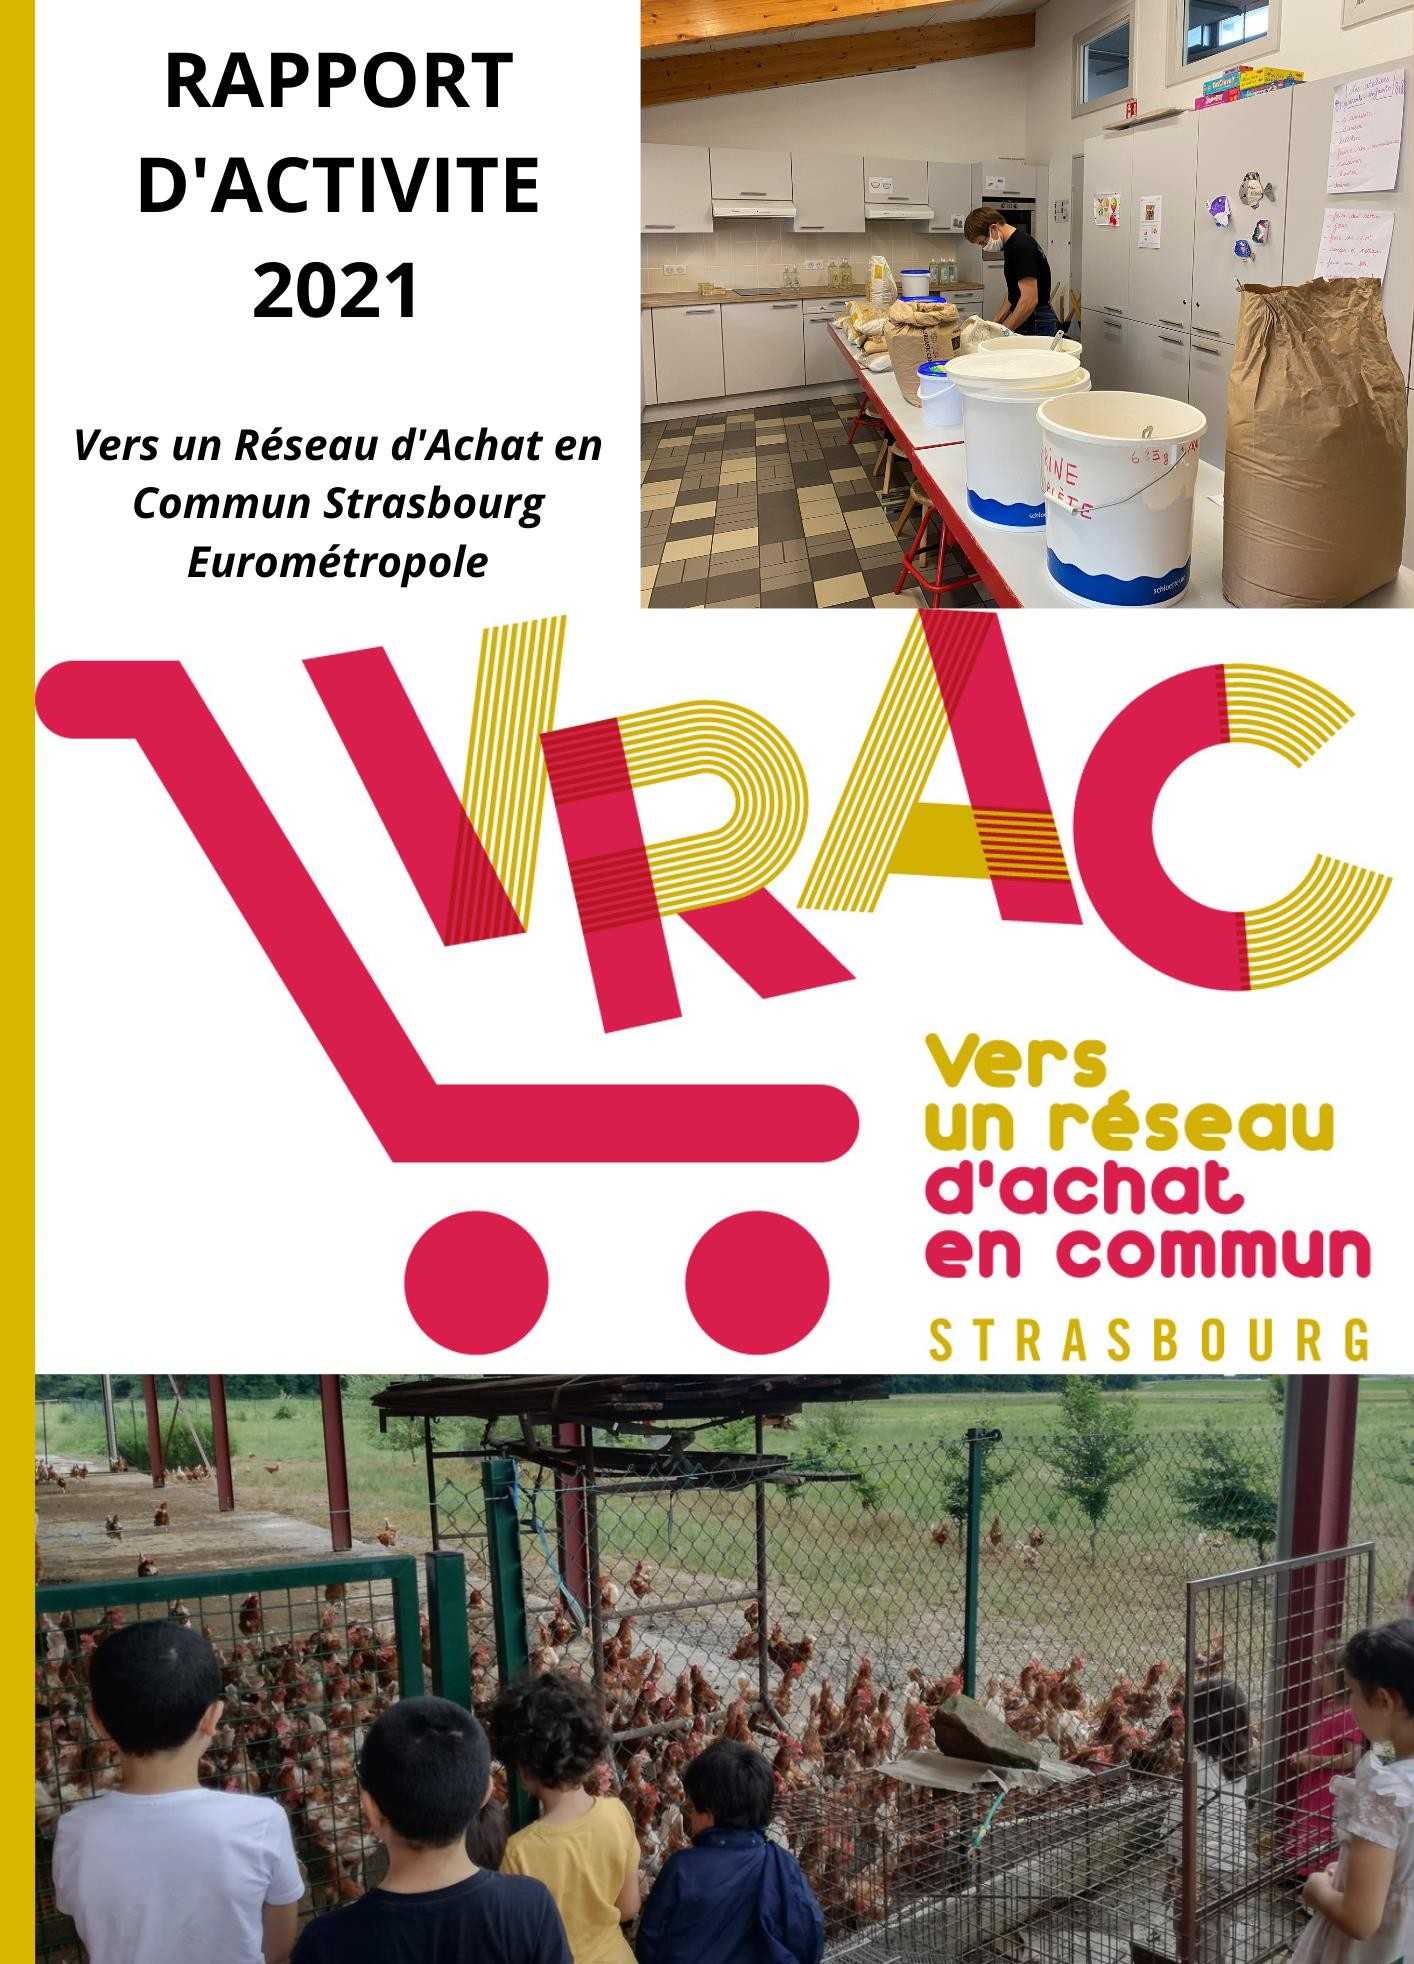 RAPPORT
D'ACTIVITE
2021
Vers un Réseau d'Achat en
Commun Strasbourg
Eurométropole
VRAC
Vers
un réseau
d'achat
en commun
STRASBOURG